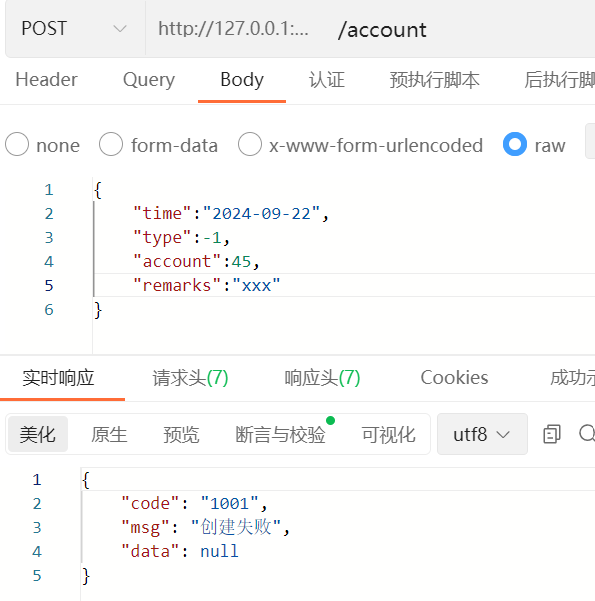 POST http://127.0.0.1:... /account
Header Query Body 认证 预执行脚本 后执行脚
none form-data x-www-form-urlencoded raw
1 {
2 "time":"2024-09-22",
3 "type":-1,
4 "account":45,
5 "remarks":"xxx"
6 }
实时响应 请求头(7) 响应头(7) Cookies 成功示
美化 原生 预览 断言与校验 可视化 utf8
1 {
2 "code": "1001",
3 "msg": "创建失败",
4 "data": null
5 }